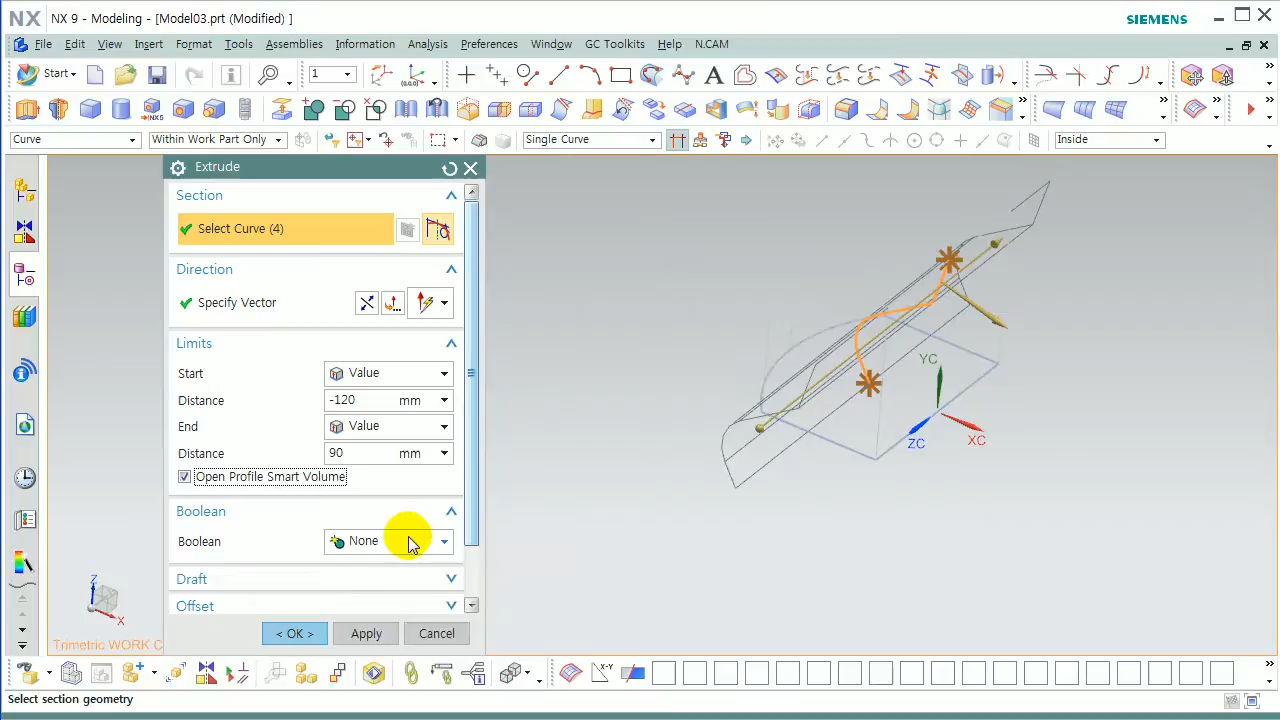 NX NX 9 - Modeling - [Model03.prt (Modified) ] SIEMENS
File Edit View Insert Format Tools Assemblies Information Analysis Preferences Window GC Toolkits Help NCAM
Start 1
Curve Within Work Part Only Single Curve Inside
Extrude
Section
Select Curve (4)
Direction
Specify Vector
Limits
Start Value
Distance -120 mm
End Value
Distance 90 mm
Open Profile Smart Volume
Boolean
Boolean None
Draft
Offset
< OK > Apply Cancel
YC
ZC
XC
Z
X
Trimetric WORK C
X-Y
Select section geometry